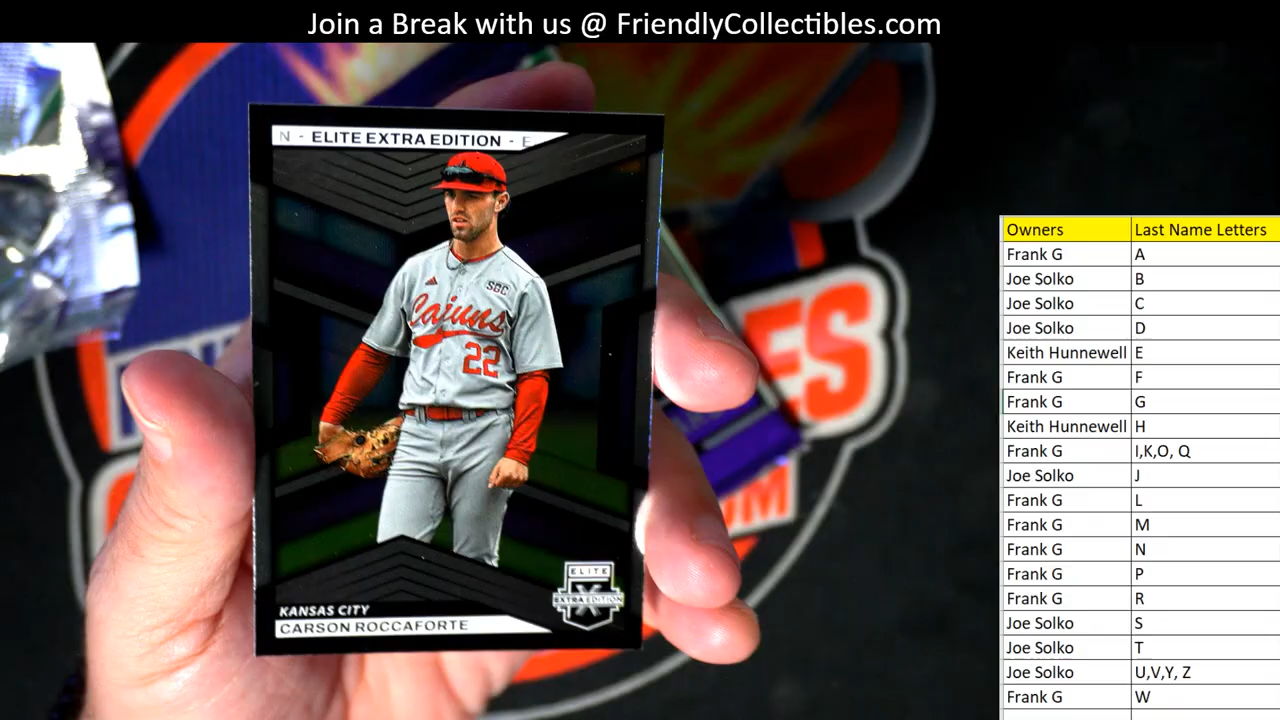 Join a Break with us @ FriendlyCollectibles.com
N - ELITE EXTRA EDITION - E
SBC
Cajuns
22
ELITE
EXTRA EDITION
KANSAS CITY
CARSON ROCCAFORTE
ES
UM
Owners Last Name Letters
Frank G A
Joe Solko B
Joe Solko C
Joe Solko D
Keith Hunnewell E
Frank G F
Frank G G
Keith Hunnewell H
Frank G I,K,O, Q
Joe Solko J
Frank G L
Frank G M
Frank G N
Frank G P
Frank G R
Joe Solko S
Joe Solko T
Joe Solko U,V,Y, Z
Frank G W